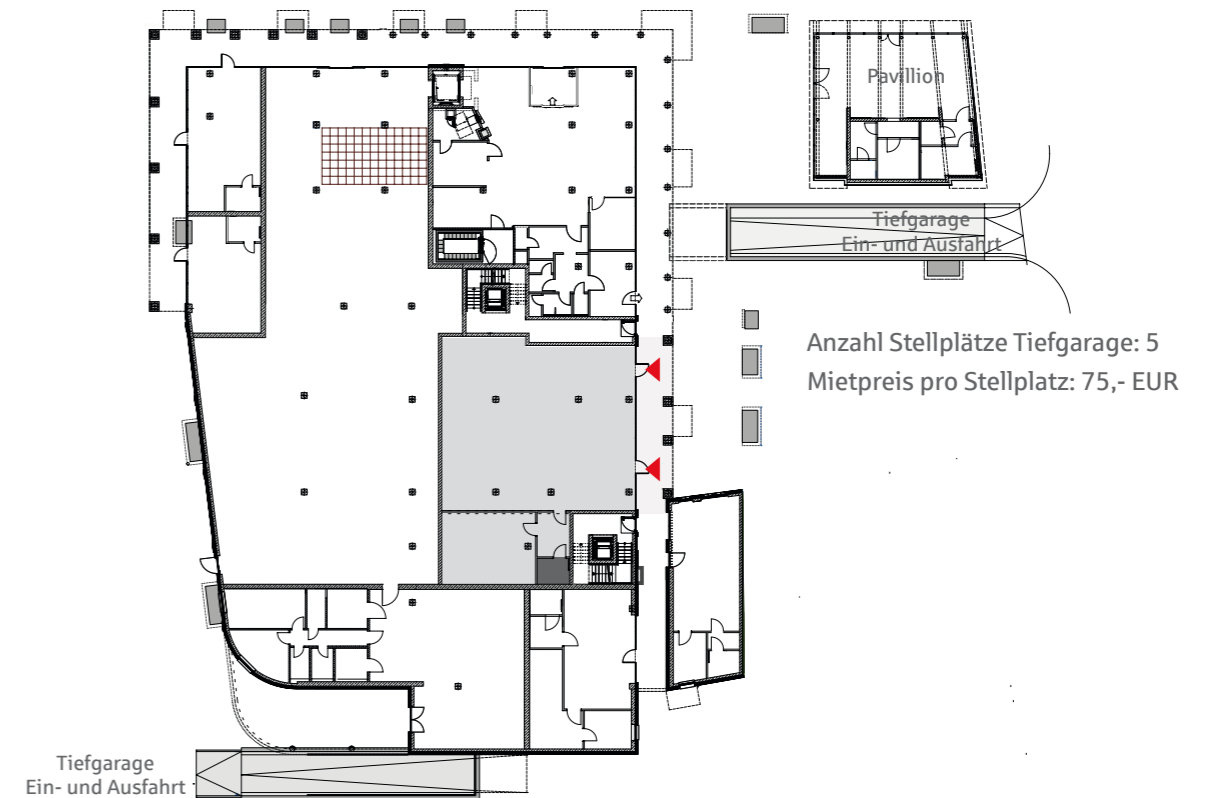 Pavillion
Tiefgarage
Ein- und Ausfahrt
Anzahl Stellplätze Tiefgarage: 5
Mietpreis pro Stellplatz: 75,- EUR
Tiefgarage
Ein- und Ausfahrt